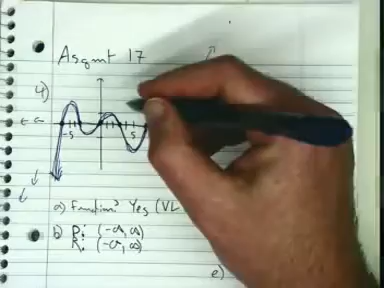 Asgmt 17
4)
-5 5
a) Function? Yes (VL
b) D: (-∞, ∞)
R: (-∞, ∞)
e)